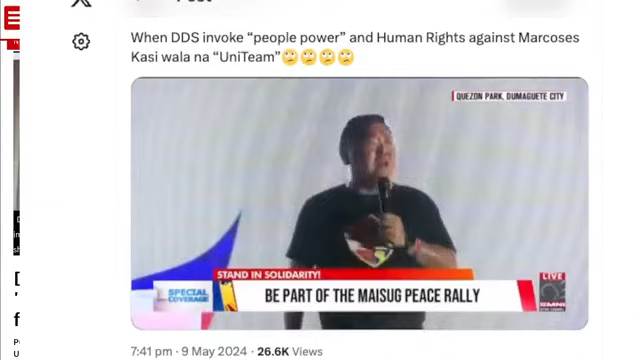 When DDS invoke “people power” and Human Rights against Marcoses
Kasi wala na “UniTeam”🙄🙄🙄🙄
QUEZON PARK, DUMAGUETE CITY
STAND IN SOLIDARITY!
LIVE
SPECIAL
COVERAGE
BE PART OF THE MAISUG PEACE RALLY
SMNI
7:41 pm · 9 May 2024 · 26.6K Views